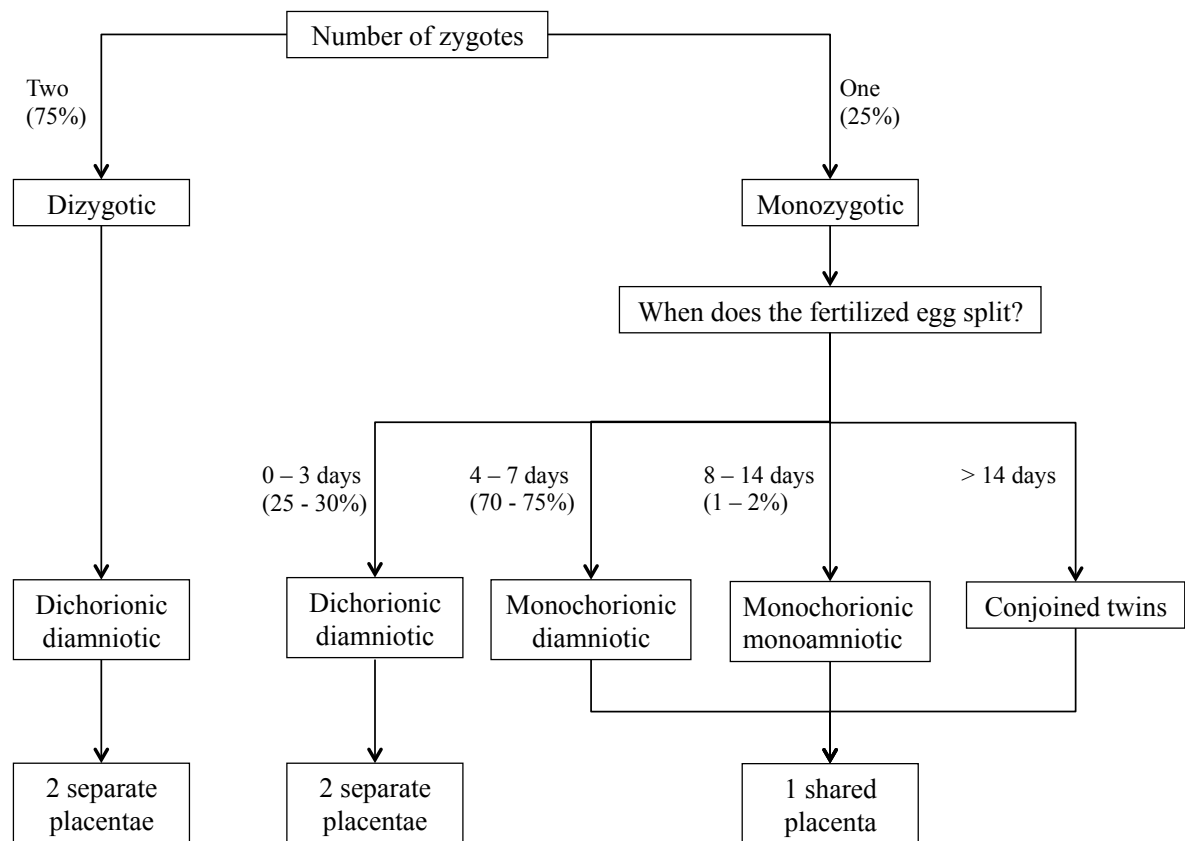 Number of zygotes
Two
(75%)
One
(25%)
Dizygotic
Monozygotic
When does the fertilized egg split?
0 – 3 days
(25 - 30%)
4 – 7 days
(70 - 75%)
8 – 14 days
(1 – 2%)
> 14 days
Dichorionic
diamniotic
Dichorionic
diamniotic
Monochorionic
diamniotic
Monochorionic
monoamniotic
Conjoined twins
2 separate
placentae
2 separate
placentae
1 shared
placenta